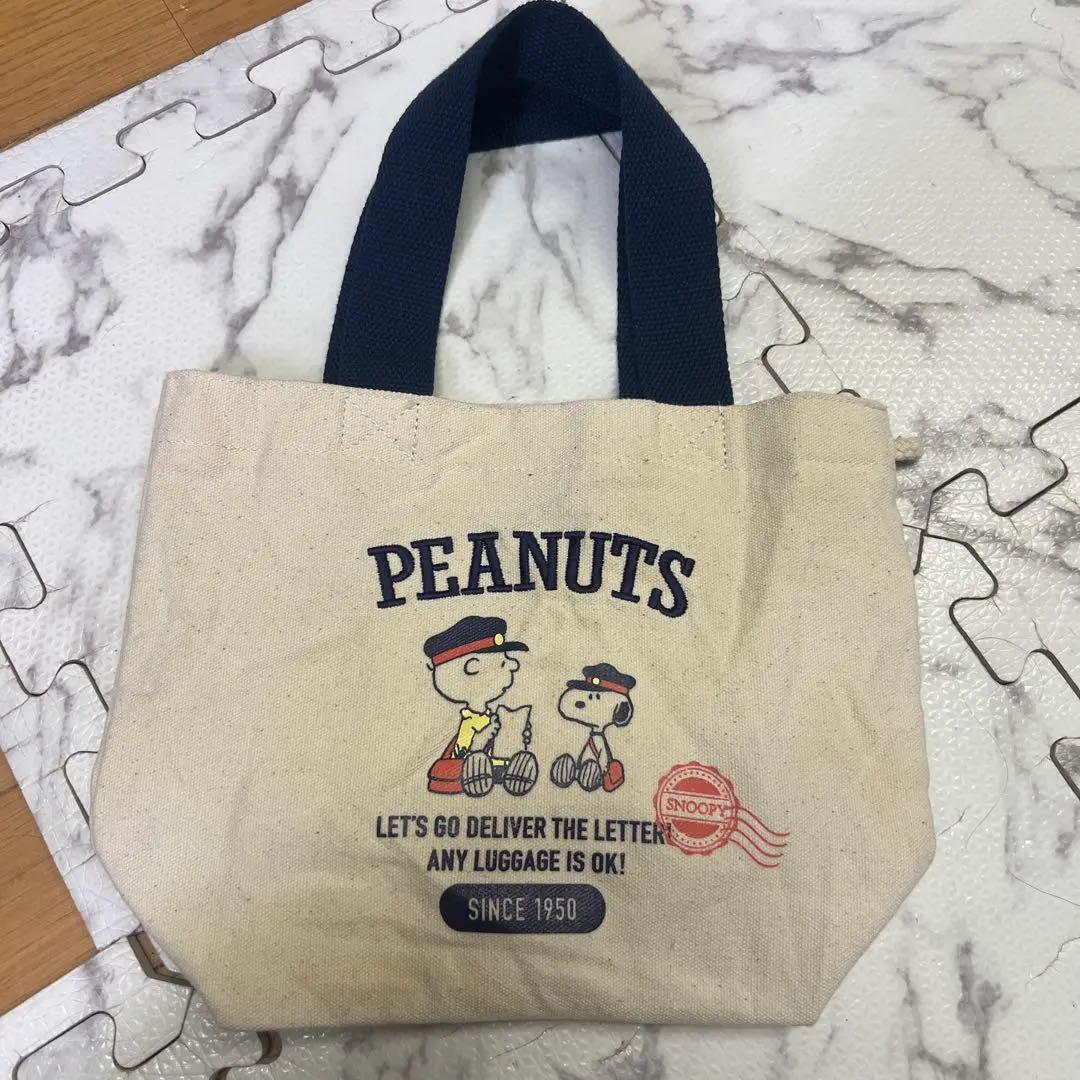 PEANUTS
LET'S GO DELIVER THE LETTER!
ANY LUGGAGE IS OK!
SNOOPY
SINCE 1950